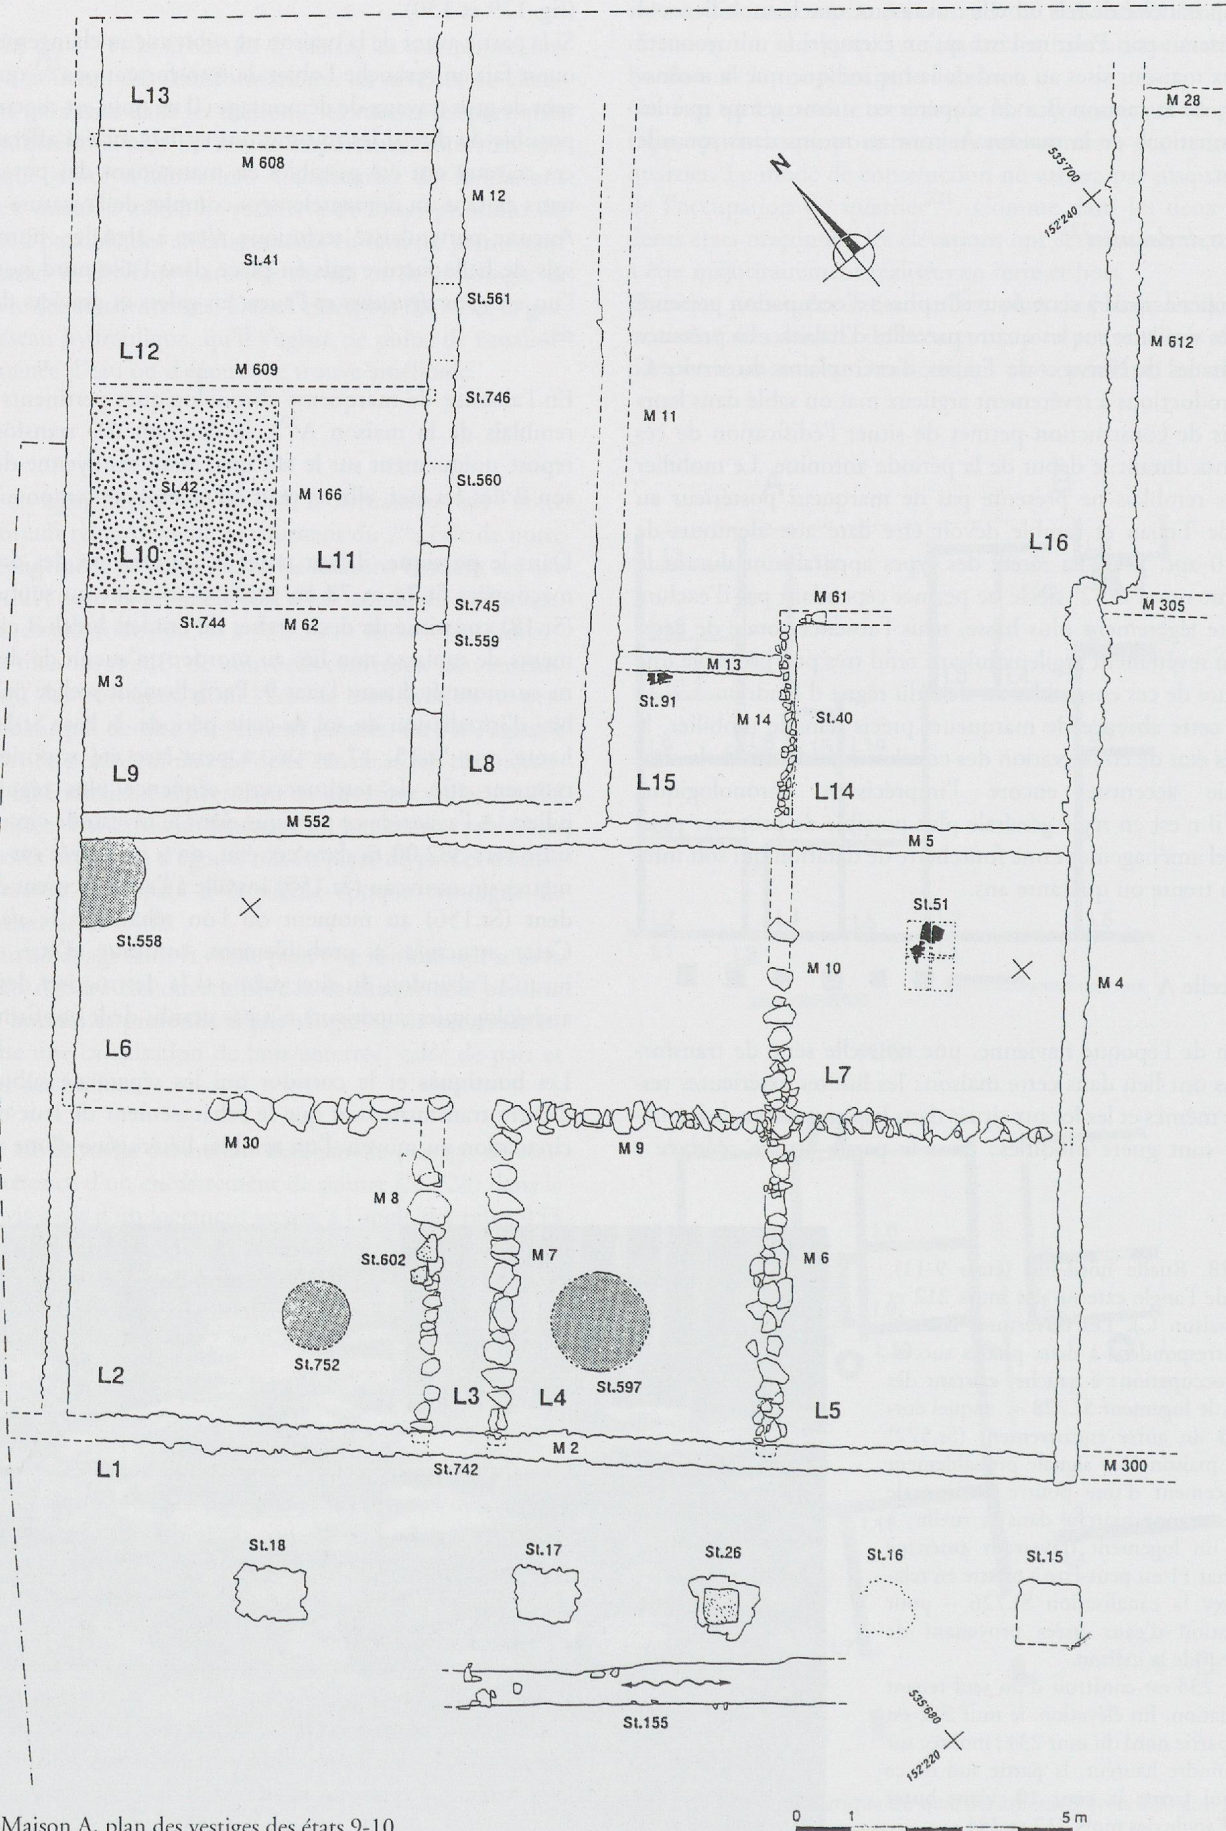 L13
M 28
M 608
535'700
N
M 12
152'240
St.41
St.561
M 612
L12
M 609
St.746
M 11
St.42
M 166
St.560
L10
L11
L16
M 61
M 305
St.745
St.744
M 62
St.559
M 13
M 3
St.91
M 14
St.40
L9
L8
L15
L14
M 552
M 5
St.51
St.558
M 10
M 4
L6
L7
M 30
M 9
M 8
St.602
M 7
M 6
St.752
St.597
L2
L3
L4
L5
M 2
L1
St.742
M 300
St.18
St.17
St.26
St.16
St.15
535'680
St.155
152'220
Maison A, plan des vestiges des états 9-10
0 1 5 m